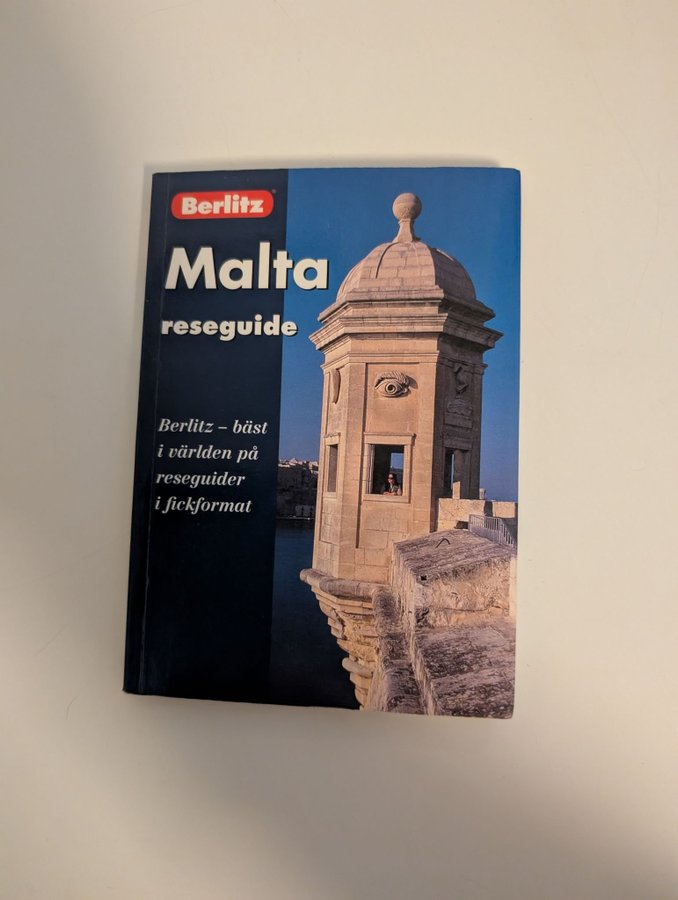 Berlitz®
Malta
reseguide
Berlitz – bäst
i världen på
reseguider
i fickformat